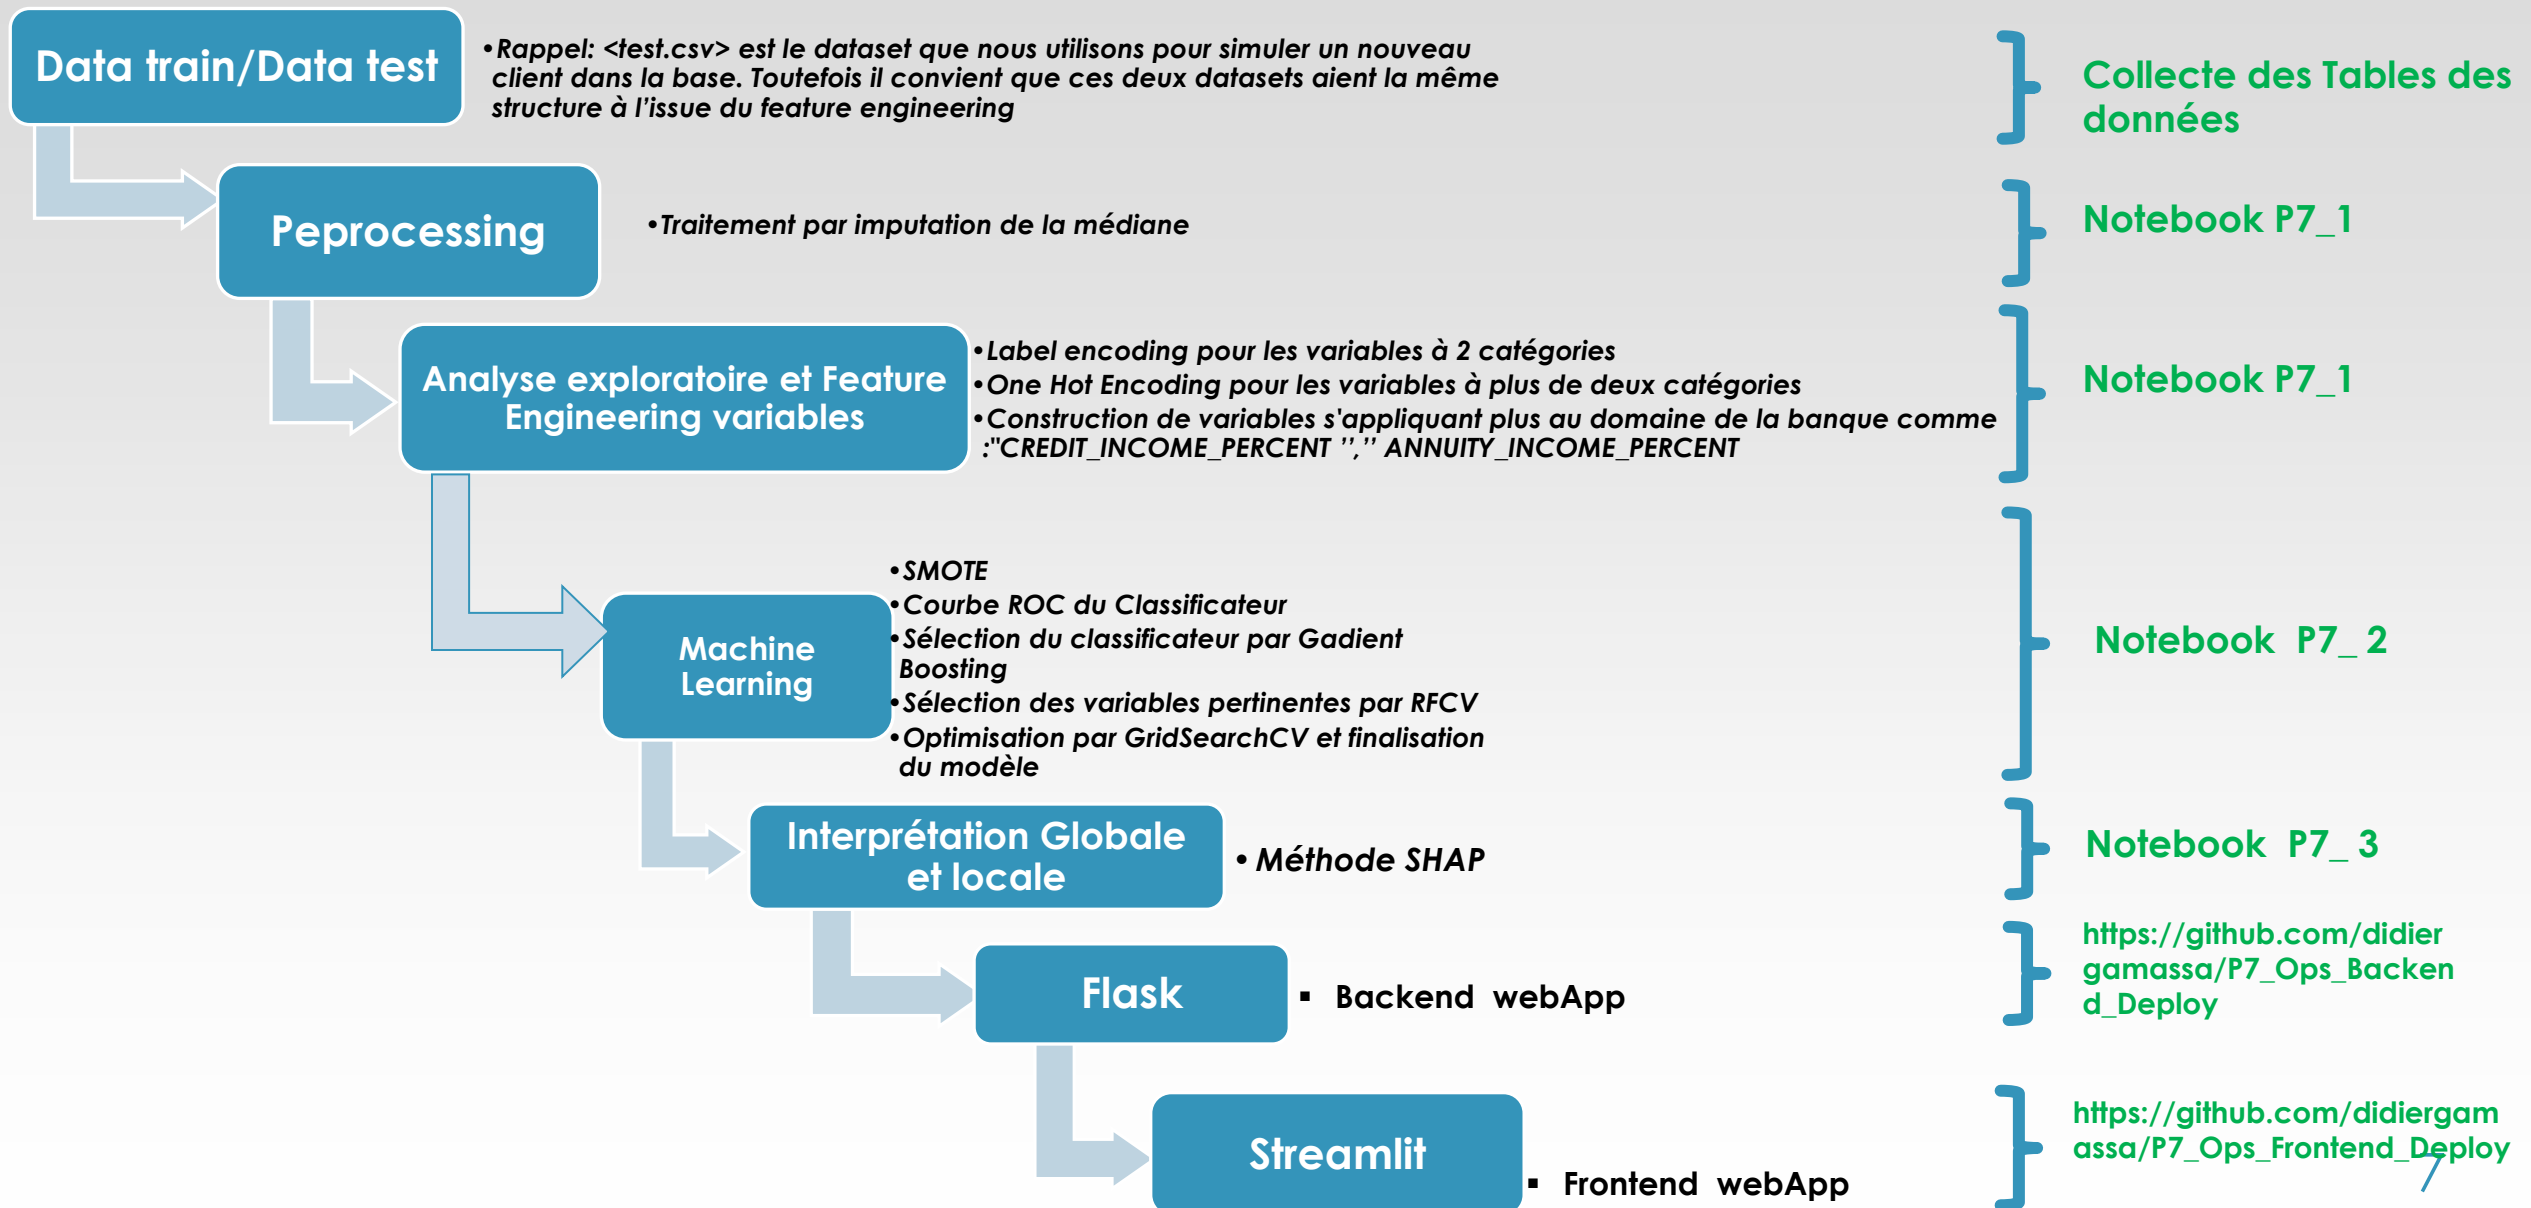 Data train/Data test
•Rappel: <test.csv> est le dataset que nous utilisons pour simuler un nouveau
client dans la base. Toutefois il convient que ces deux datasets aient la même
structure à l’issue du feature engineering
Collecte des Tables des
données
Peprocessing
•Traitement par imputation de la médiane
Notebook P7_1
Analyse exploratoire et Feature
Engineering variables
•Label encoding pour les variables à 2 catégories
•One Hot Encoding pour les variables à plus de deux catégories
•Construction de variables s'appliquant plus au domaine de la banque comme
:"CREDIT_INCOME_PERCENT ’’,’’ ANNUITY_INCOME_PERCENT
Notebook P7_1
Machine
Learning
•SMOTE
•Courbe ROC du Classificateur
•Sélection du classificateur par Gadient
Boosting
•Sélection des variables pertinentes par RFCV
•Optimisation par GridSearchCV et finalisation
du modèle
Notebook P7_ 2
Interprétation Globale
et locale
•Méthode SHAP
Notebook P7_ 3
Flask
▪ Backend webApp
https://github.com/didier
gamassa/P7_Ops_Backen
d_Deploy
Streamlit
▪ Frontend webApp
https://github.com/didiergam
assa/P7_Ops_Frontend_Deploy
7